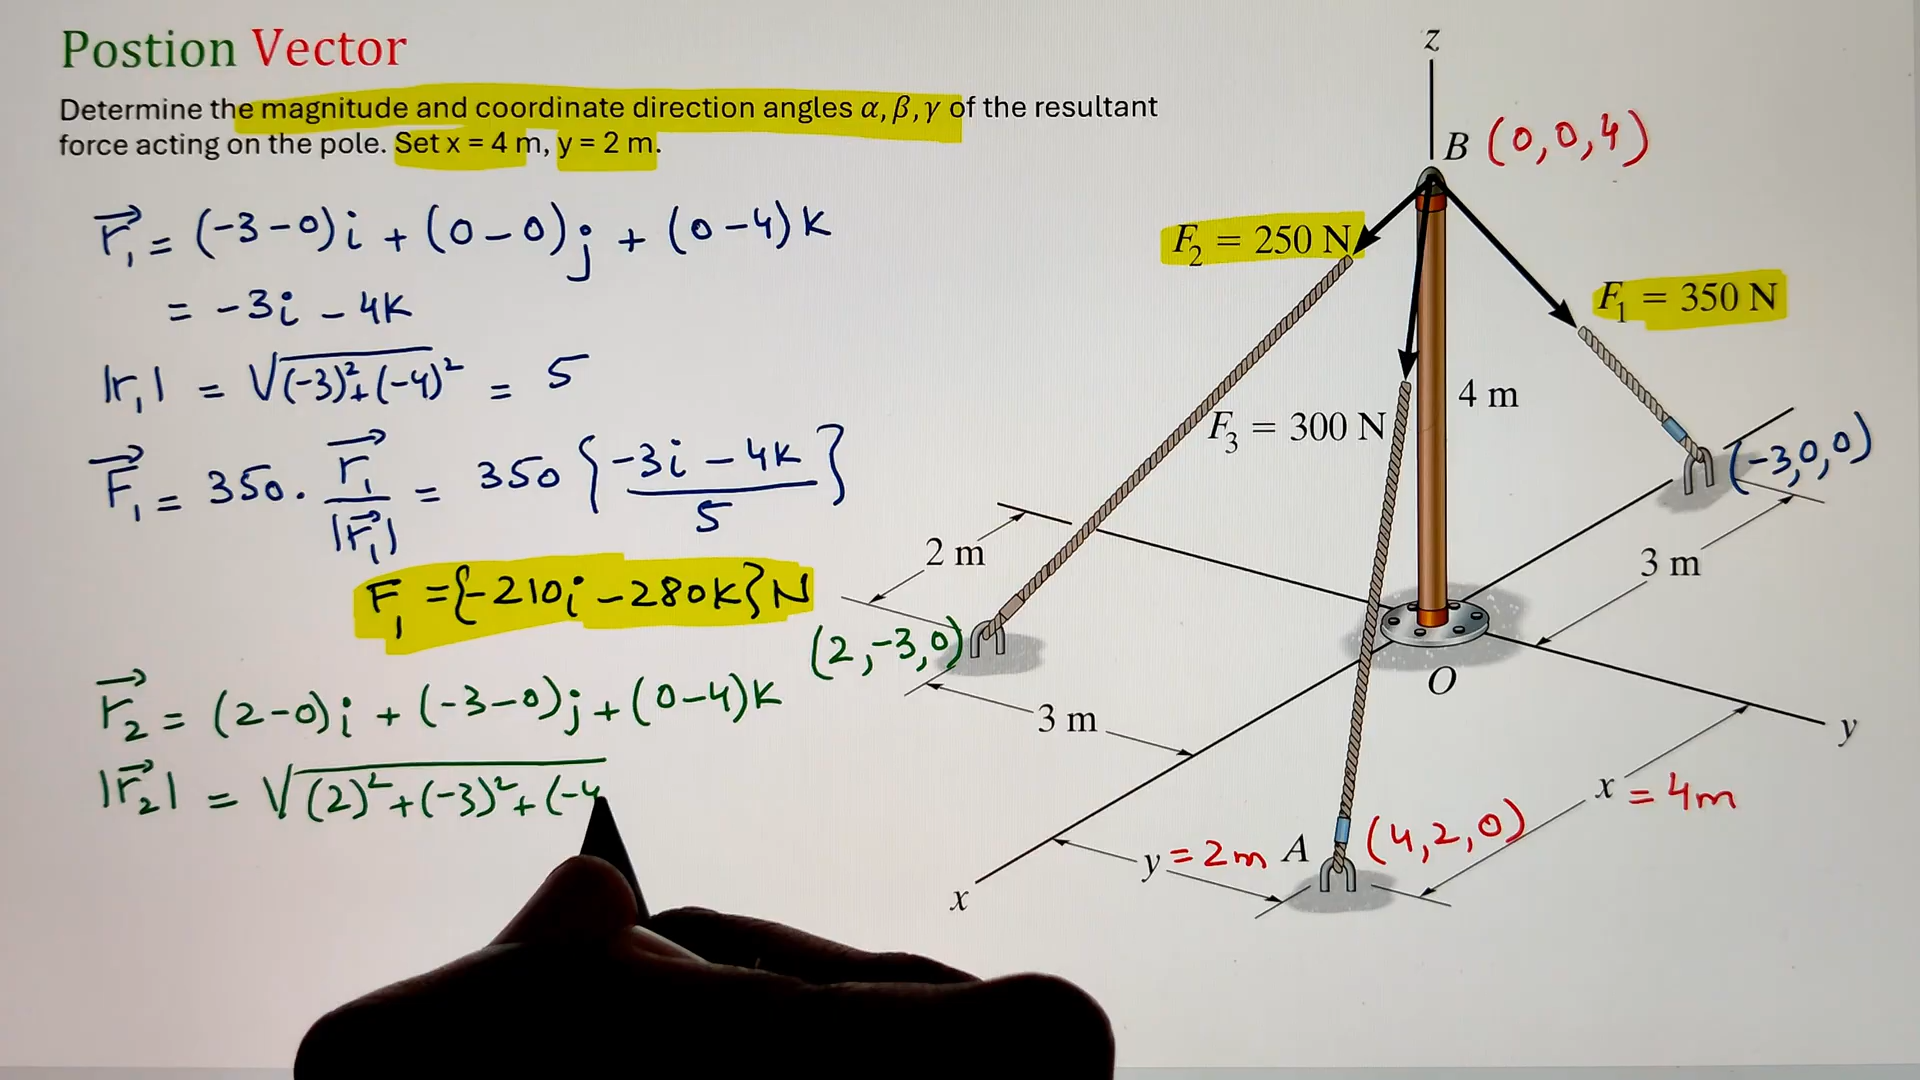 Postion Vector
Determine the magnitude and coordinate direction angles α, β, γ of the resultant
force acting on the pole. Set x = 4 m, y = 2 m.
r₁ = (-3-0)i + (0-0)j + (0-4)k
= -3i - 4k
|r₁| = √(-3)²+(-4)² = 5
F₁ = 350 · r₁/|r₁| = 350 {(-3i - 4k)/5}
F₁ = {-210i - 280k} N
r₂ = (2-0)i + (-3-0)j + (0-4)k
|r₂| = √(2)² + (-3)² + (-4
z
B (0,0,4)
F₂ = 250 N
F₁ = 350 N
4 m
F₃ = 300 N
(-3,0,0)
2 m
3 m
(2,-3,0)
O
3 m
y
x = 4m
y = 2m A (4,2,0)
x